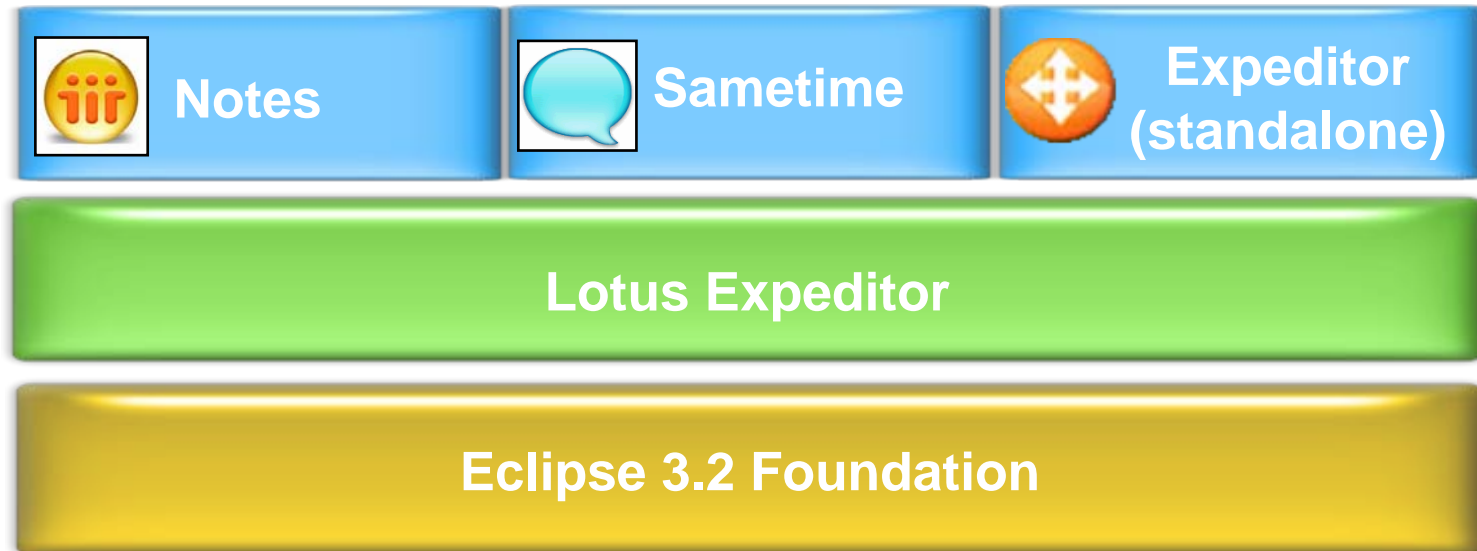 Notes
Sametime
Expeditor
(standalone)
Lotus Expeditor
Eclipse 3.2 Foundation